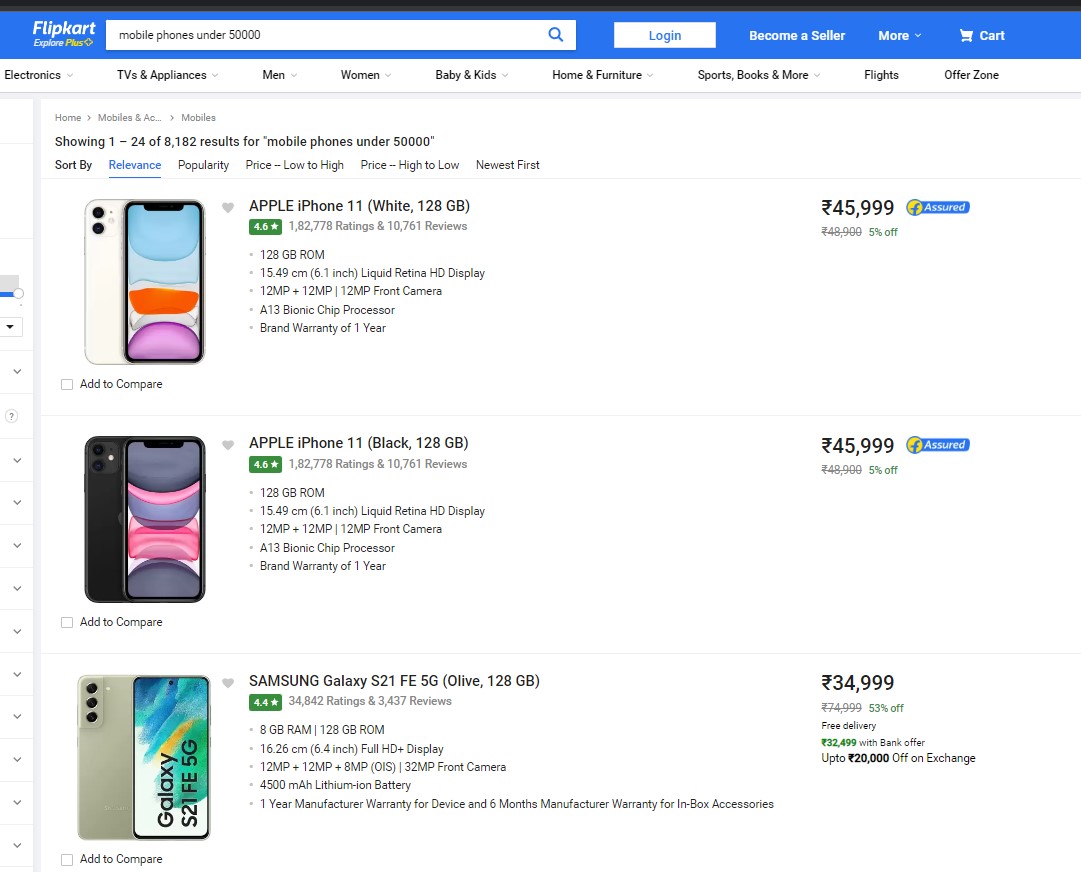 Flipkart
Explore Plus
mobile phones under 50000
Login
Become a Seller
More
Cart
Electronics
TVs & Appliances
Men
Women
Baby & Kids
Home & Furniture
Sports, Books & More
Flights
Offer Zone
Home > Mobiles & Ac... > Mobiles
Showing 1 – 24 of 8,182 results for "mobile phones under 50000"
Sort By Relevance Popularity Price -- Low to High Price -- High to Low Newest First
?
APPLE iPhone 11 (White, 128 GB)
4.6 ★ 1,82,778 Ratings & 10,761 Reviews
128 GB ROM
15.49 cm (6.1 inch) Liquid Retina HD Display
12MP + 12MP | 12MP Front Camera
A13 Bionic Chip Processor
Brand Warranty of 1 Year
₹45,999
f Assured
₹48,900 5% off
Add to Compare
APPLE iPhone 11 (Black, 128 GB)
4.6 ★ 1,82,778 Ratings & 10,761 Reviews
128 GB ROM
15.49 cm (6.1 inch) Liquid Retina HD Display
12MP + 12MP | 12MP Front Camera
A13 Bionic Chip Processor
Brand Warranty of 1 Year
₹45,999
f Assured
₹48,900 5% off
Add to Compare
SAMSUNG Galaxy S21 FE 5G (Olive, 128 GB)
4.4 ★ 34,842 Ratings & 3,437 Reviews
8 GB RAM | 128 GB ROM
16.26 cm (6.4 inch) Full HD+ Display
12MP + 12MP + 8MP (OIS) | 32MP Front Camera
4500 mAh Lithium-ion Battery
1 Year Manufacturer Warranty for Device and 6 Months Manufacturer Warranty for In-Box Accessories
₹34,999
₹74,999 53% off
Free delivery
₹32,499 with Bank offer
Upto ₹20,000 Off on Exchange
Galaxy
S21 FE 5G
Add to Compare